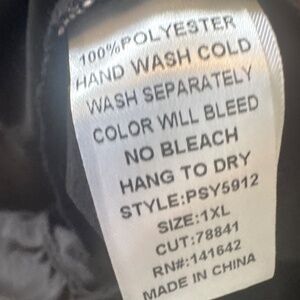 100%POLYESTER
HAND WASH COLD
WASH SEPARATELY
COLOR WILL BLEED
NO BLEACH
HANG TO DRY
STYLE:PSY5912
SIZE:1XL
CUT:78841
RN#:141642
MADE IN CHINA